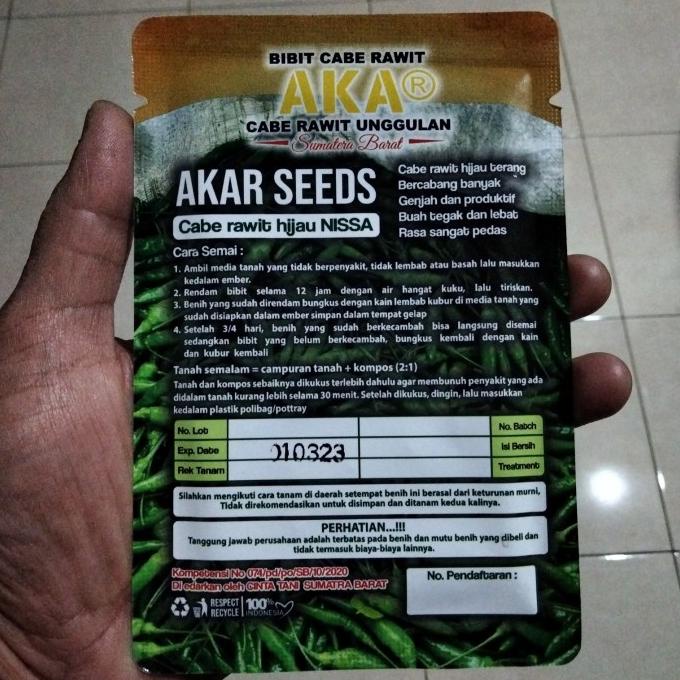 BIBIT CABE RAWIT
AKA®
CABE RAWIT UNGGULAN
Sumatera Barat
AKAR SEEDS
Cabe rawit hijau NISSA
Cabe rawit hijau terang
Bercabang banyak
Genjah dan produktif
Buah tegak dan lebat
Rasa sangat pedas
Cara Semai :
1. Ambil media tanah yang tidak berpenyakit, tidak lembab atau basah lalu masukkan
kedalam ember.
2. Rendam bibit selama 12 jam dengan air hangat kuku, lalu tiriskan.
3. Benih yang sudah direndam bungkus dengan kain lembab kubur di media tanah yang
sudah disiapkan dalam ember simpan dalam tempat gelap
4. Setelah 3/4 hari, benih yang sudah berkecambah bisa langsung disemai
sedangkan bibit yang belum berkecambah, bungkus kembali dengan kain
dan kubur kembali
Tanah semalam = campuran tanah + kompos (2:1)
Tanah dan kompos sebaiknya dikukus terlebih dahulu agar membunuh penyakit yang ada
didalam tanah kurang lebih selama 30 menit. Setelah dikukus, dingin, lalu masukkan
kedalam plastik polibag/pottray
No. Lot
No. Batch
Exp. Date
010323
Isi Bersih
Rek Tanam
Treatment
Silahkan mengikuti cara tanam di daerah setempat benih ini berasal dari keturunan murni,
Tidak direkomendasikan untuk disimpan dan ditanam kedua kalinya.
PERHATIAN...!!!
Tanggung jawab perusahaan adalah terbatas pada benih dan mutu benih yang dibeli dan
tidak termasuk biaya-biaya lainnya.
Kompetensi No 074/pd/po/SB/10/2020
Di edarkan oleh CINTA TANI SUMATRA BARAT
No. Pendaftaran :
RESPECT
RECYCLE
100%
INDONESIA